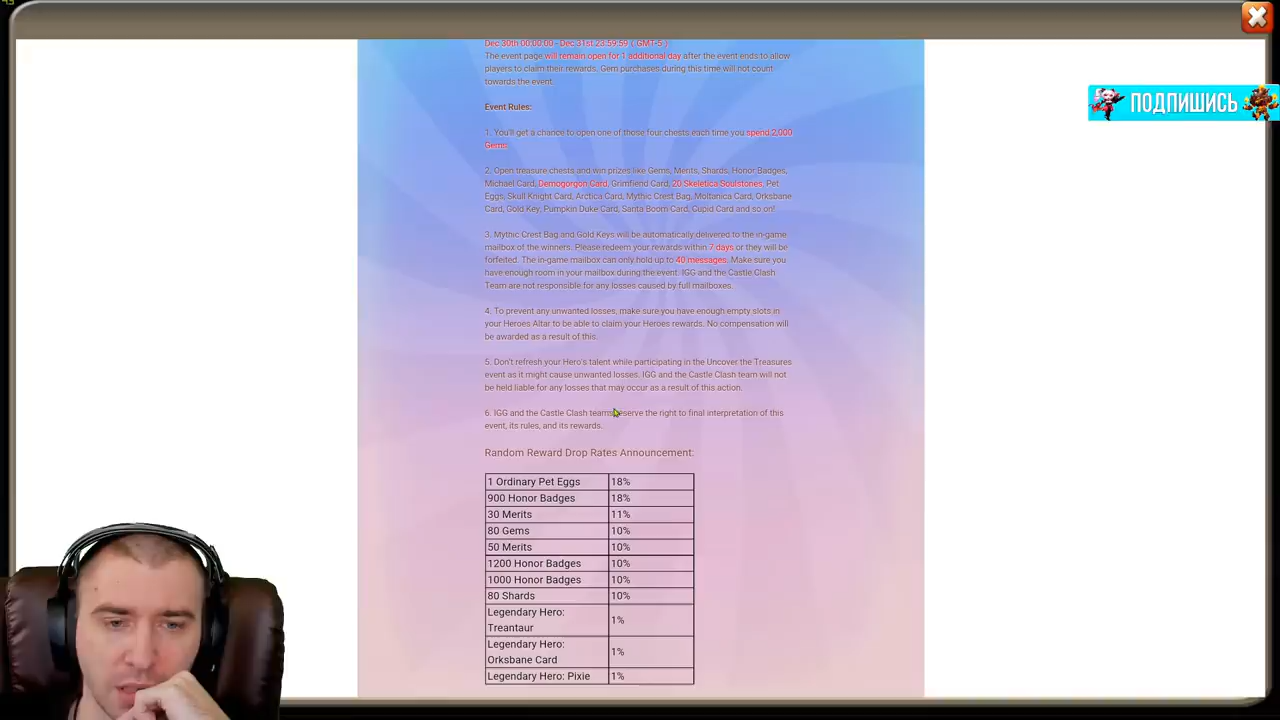 Dec 30th 00:00:00 - Dec 31st 23:59:59 ( GMT-5 )
The event page will remain open for 1 additional day after the event ends to allow
players to claim their rewards. Gem purchases during this time will not count
towards the event.
ПОДПИШИСЬ
Event Rules:
1. You'll get a chance to open one of those four chests each time you spend 2,000
Gems.
2. Open treasure chests and win prizes like Gems, Merits, Shards, Honor Badges,
Michael Card, Demogorgon Card, Grimfiend Card, 20 Skeletica Soulstones, Pet
Eggs, Skull Knight Card, Arctica Card, Mythic Crest Bag, Moltanica Card, Orksbane
Card, Gold Key, Pumpkin Duke Card, Santa Boom Card, Cupid Card and so on!
3. Mythic Crest Bag and Gold Keys will be automatically delivered to the in-game
mailbox of the winners. Please redeem your rewards within 7 days or they will be
forfeited. The in-game mailbox can only hold up to 40 messages. Make sure you
have enough room in your mailbox during the event. IGG and the Castle Clash
Team are not responsible for any losses caused by full mailboxes.
4. To prevent any unwanted losses, make sure you have enough empty slots in
your Heroes Altar to be able to claim your Heroes rewards. No compensation will
be awarded as a result of this.
5. Don't refresh your Hero's talent while participating in the Uncover the Treasures
event as it might cause unwanted losses. IGG and the Castle Clash team will not
be held liable for any losses that may occur as a result of this action.
6. IGG and the Castle Clash teams reserve the right to final interpretation of this
event, its rules, and its rewards.
Random Reward Drop Rates Announcement:
1 Ordinary Pet Eggs 18%
900 Honor Badges 18%
30 Merits 11%
80 Gems 10%
50 Merits 10%
1200 Honor Badges 10%
1000 Honor Badges 10%
80 Shards 10%
Legendary Hero:
Treantaur 1%
Legendary Hero:
Orksbane Card 1%
Legendary Hero: Pixie 1%